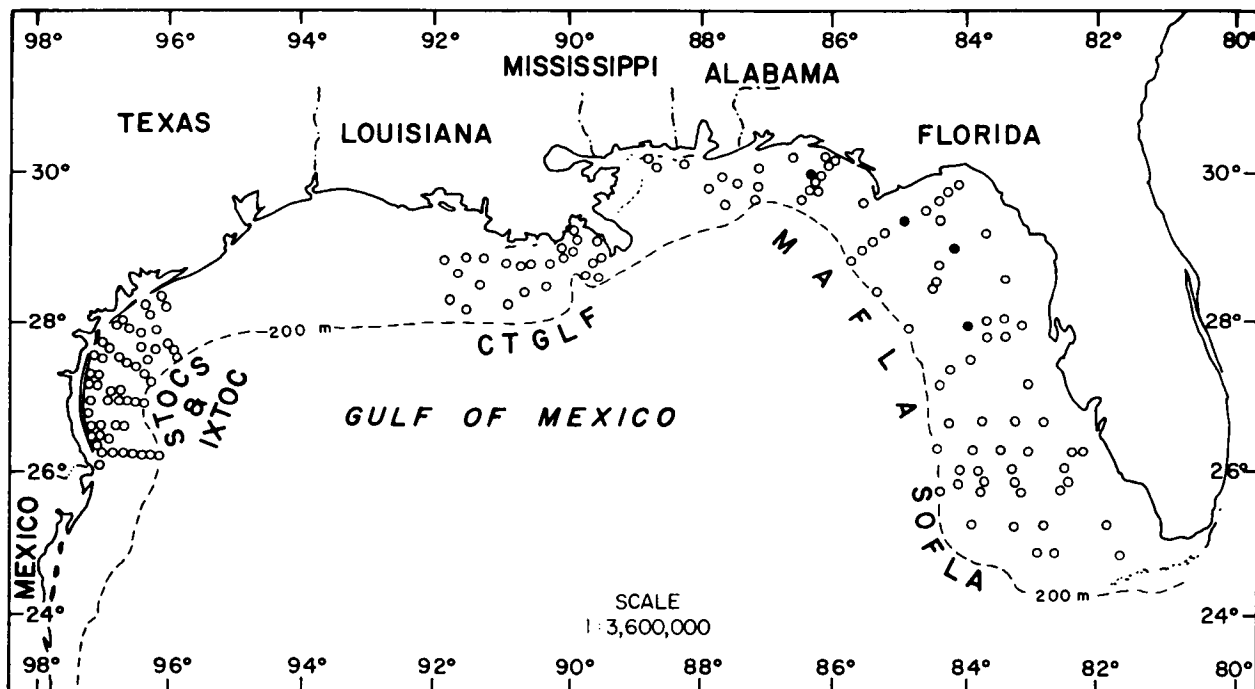 98° 96° 94° 92° 90° 88° 86° 84° 82° 80°
MISSISSIPPI ALABAMA
TEXAS LOUISIANA FLORIDA
30° 30°
MAFLA
28° 28°
200 m
CTGLF
STOCS
&
IXTOC
GULF OF MEXICO
26° 26°
SOFLA
MEXICO
200 m
SCALE
1:3,600,000
24° 24°
98° 96° 94° 92° 90° 88° 86° 84° 82° 80°